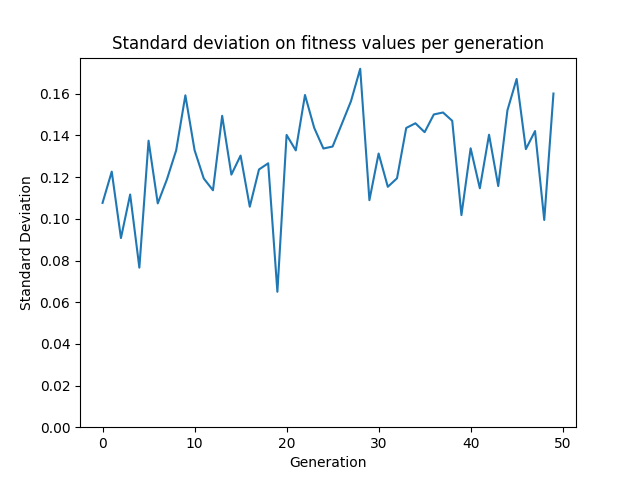 Standard deviation on fitness values per generation
0.16
0.14
0.12
0.10
0.08
0.06
0.04
0.02
0.00
Standard Deviation
0 10 20 30 40 50
Generation